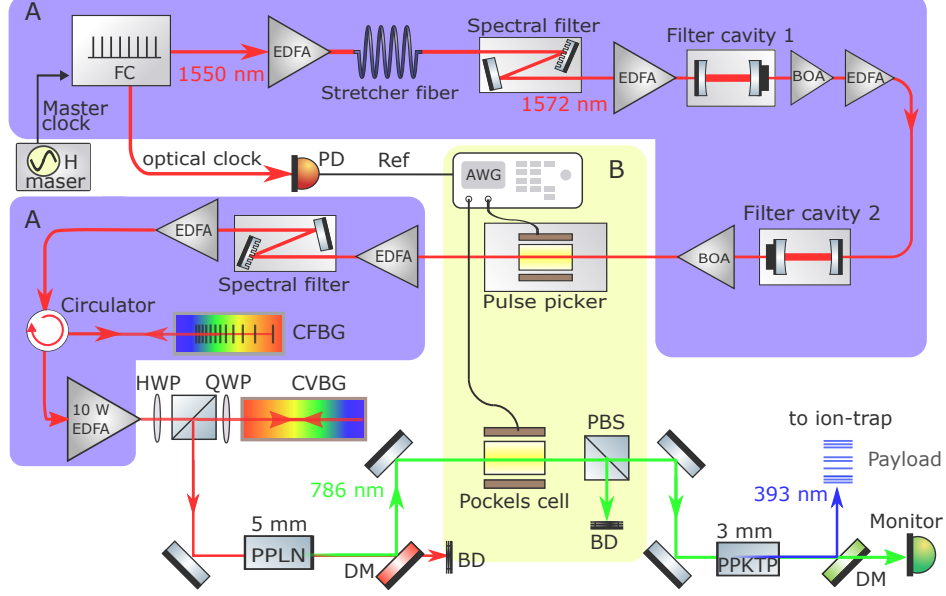 A
FC
1550 nm
EDFA
Stretcher fiber
Spectral filter
1572 nm
EDFA
Filter cavity 1
BOA
EDFA
Master
clock
H
maser
optical clock
PD
Ref
AWG
B
Filter cavity 2
BOA
Pulse picker
A
EDFA
Spectral filter
EDFA
Circulator
CFBG
10 W
EDFA
HWP
QWP
CVBG
PBS
Pockels cell
BD
786 nm
to ion-trap
Payload
393 nm
Monitor
5 mm
PPLN
DM
BD
3 mm
PPKTP
DM